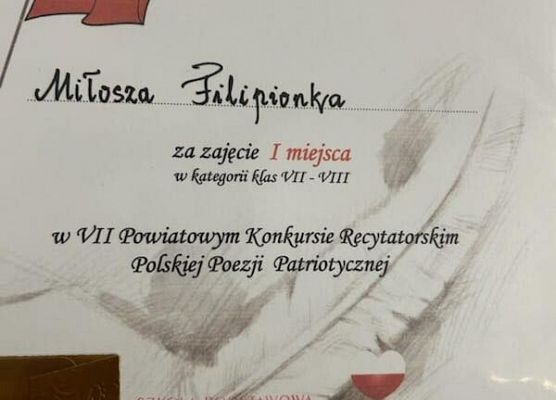 Miłosza Filipionka
za zajęcie I miejsca
w kategorii klas VII - VIII
w VII Powiatowym Konkursie Recytatorskim
Polskiej Poezji Patriotycznej